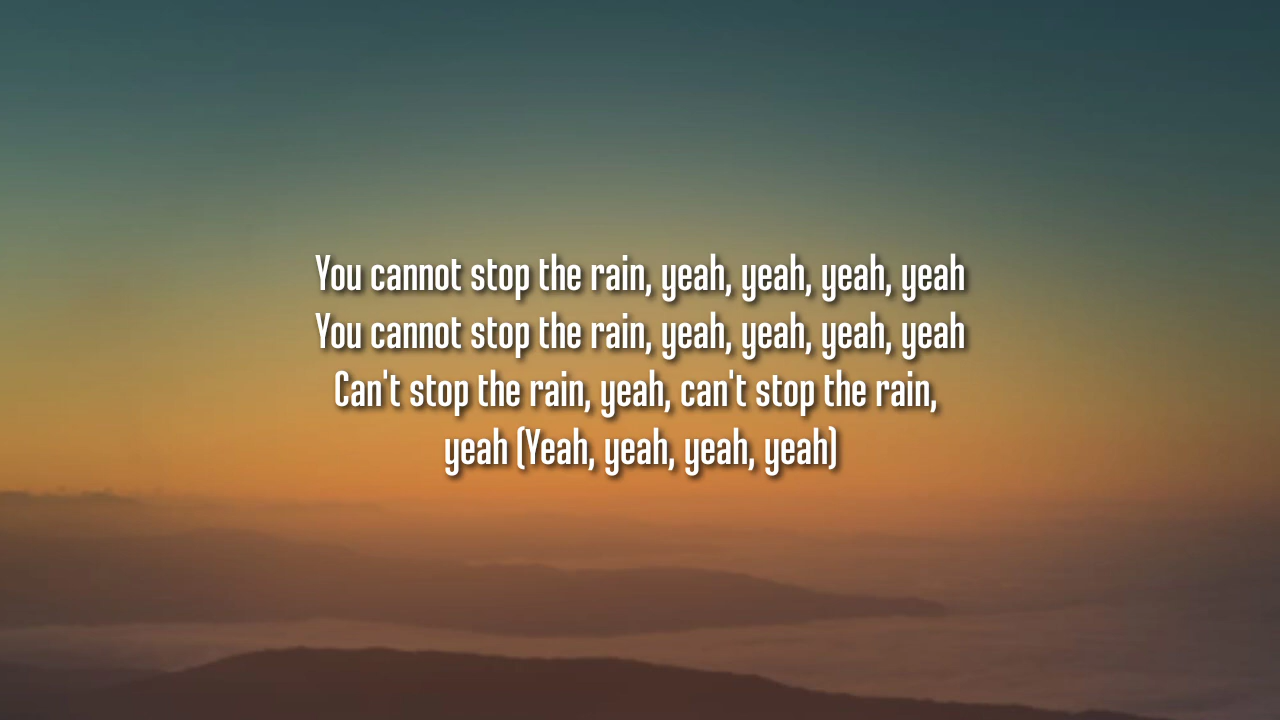 You cannot stop the rain, yeah, yeah, yeah, yeah
You cannot stop the rain, yeah, yeah, yeah, yeah
Can't stop the rain, yeah, can't stop the rain,
yeah (Yeah, yeah, yeah, yeah)